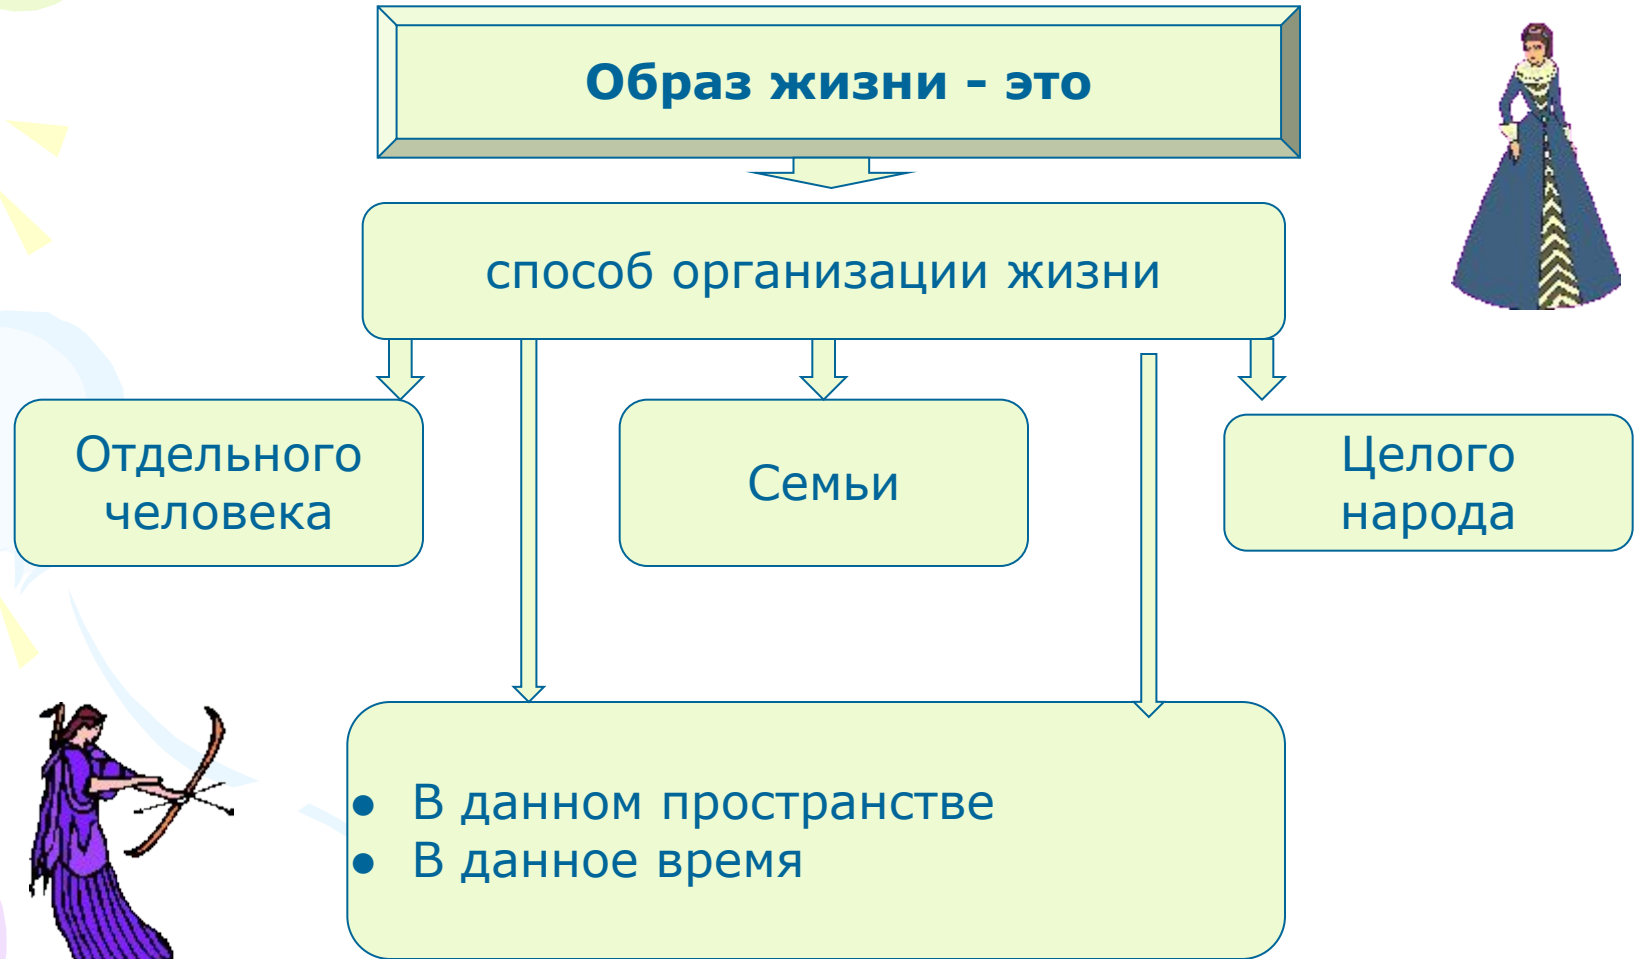 Образ жизни - это
способ организации жизни
Отдельного
человека
Семьи
Целого
народа
● В данном пространстве
● В данное время